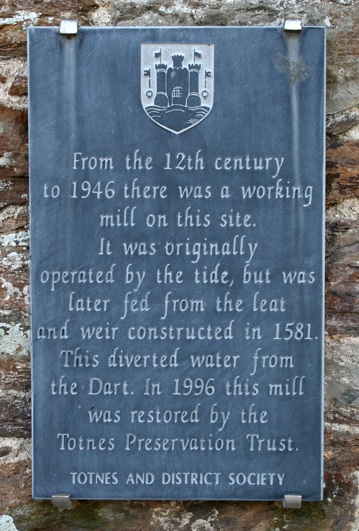 From the 12th century
to 1946 there was a working
mill on this site.
It was originally
operated by the tide, but was
later fed from the leat
and weir constructed in 1581.
This diverted water from
the Dart. In 1996 this mill
was restored by the
Totnes Preservation Trust.
TOTNES AND DISTRICT SOCIETY